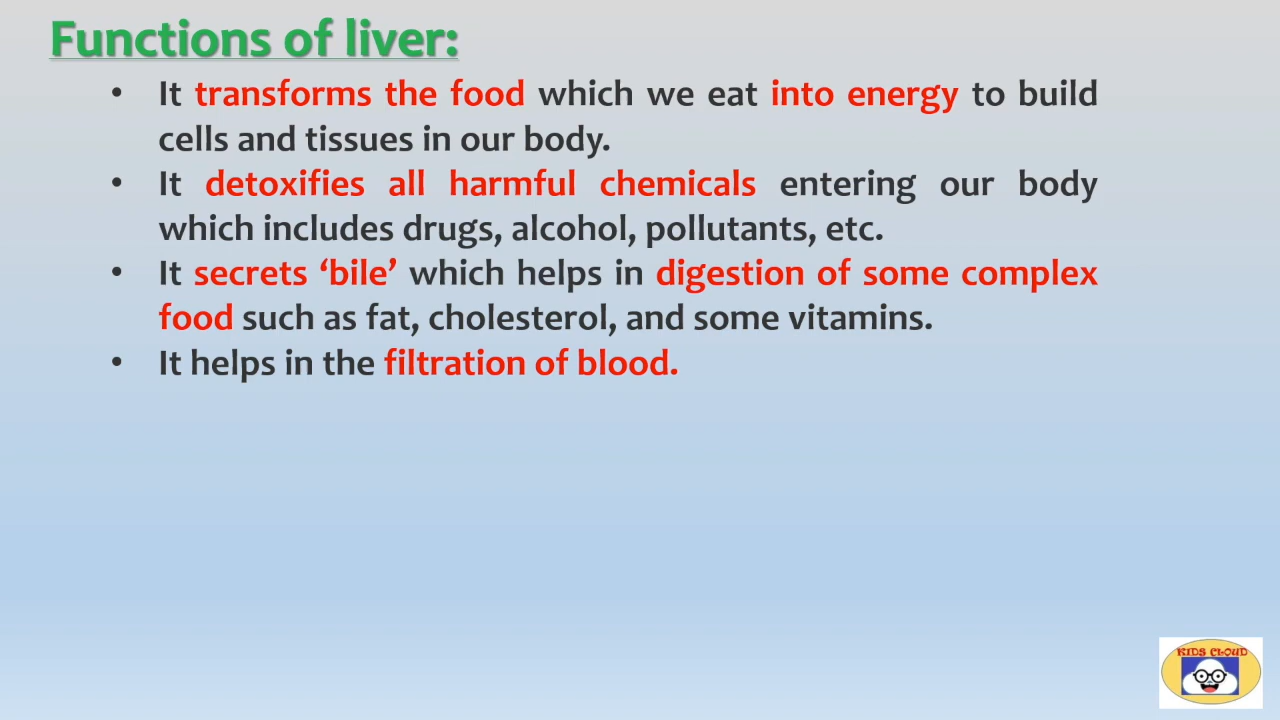 Functions of liver:
• It transforms the food which we eat into energy to build
cells and tissues in our body.
• It detoxifies all harmful chemicals entering our body
which includes drugs, alcohol, pollutants, etc.
• It secrets ‘bile’ which helps in digestion of some complex
food such as fat, cholesterol, and some vitamins.
• It helps in the filtration of blood.
KIDS CLOUD